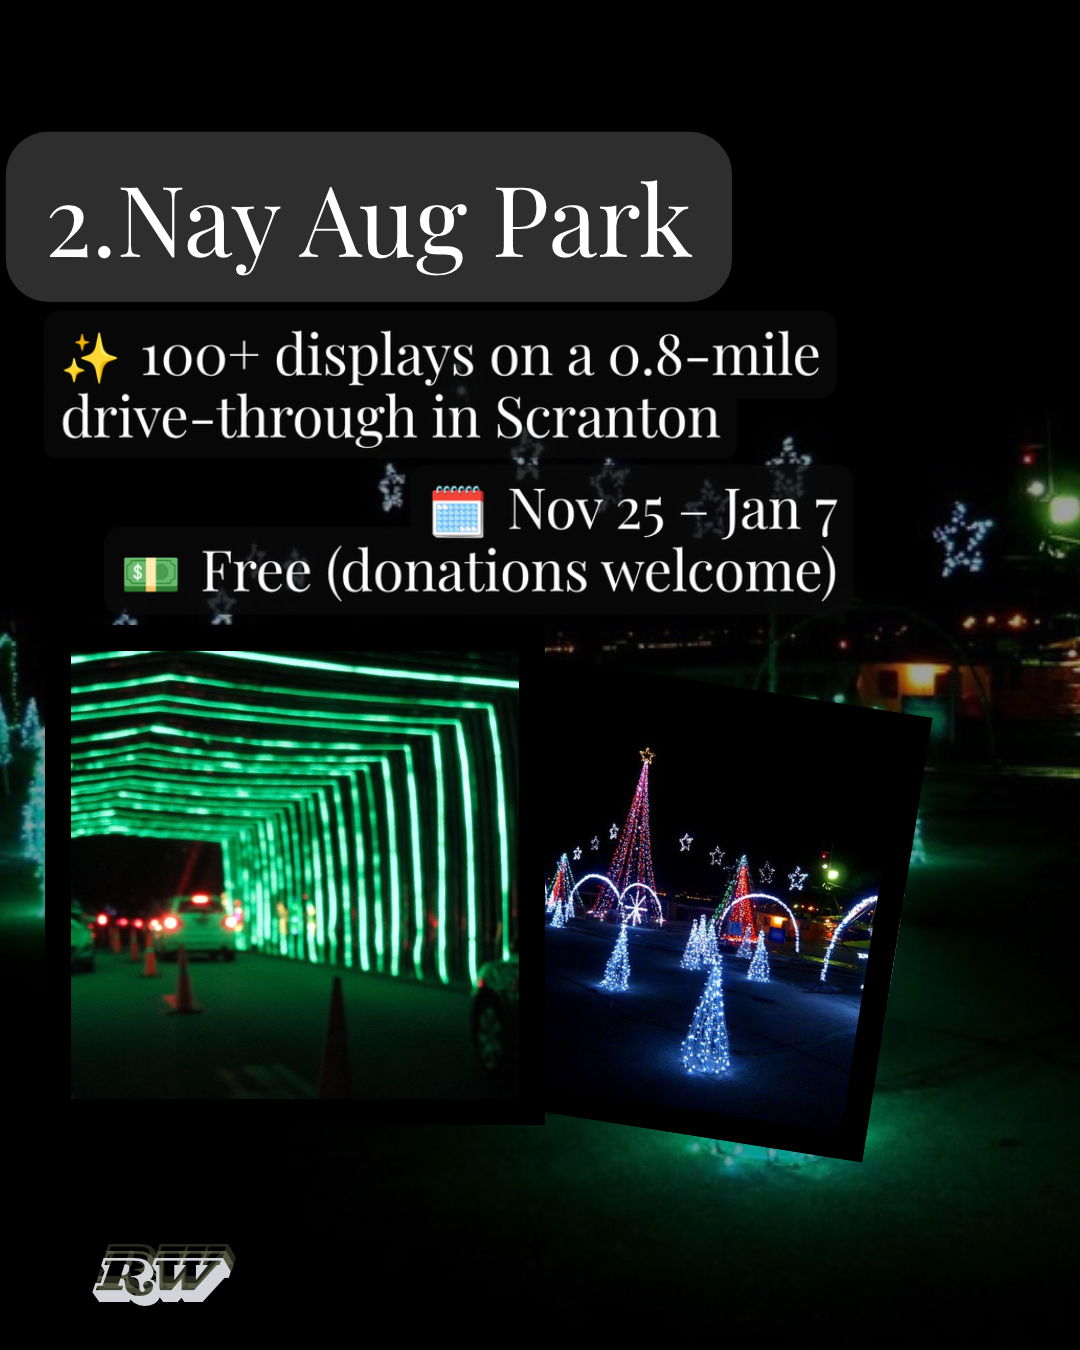 2.Nay Aug Park
✨ 100+ displays on a 0.8-mile
drive-through in Scranton
🗓️ Nov 25 – Jan 7
💵 Free (donations welcome)
RW